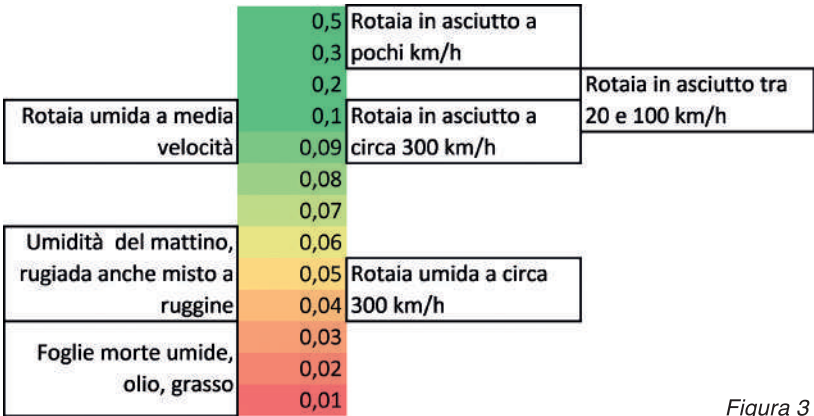 0,5 Rotaia in asciutto a
0,3 pochi km/h
0,2 Rotaia in asciutto tra
Rotaia umida a media 0,1 Rotaia in asciutto a 20 e 100 km/h
velocità 0,09 circa 300 km/h
0,08
0,07
Umidità del mattino, 0,06
rugiada anche misto a 0,05 Rotaia umida a circa
ruggine 0,04 300 km/h
0,03
Foglie morte umide,
0,02
olio, grasso
0,01
Figura 3